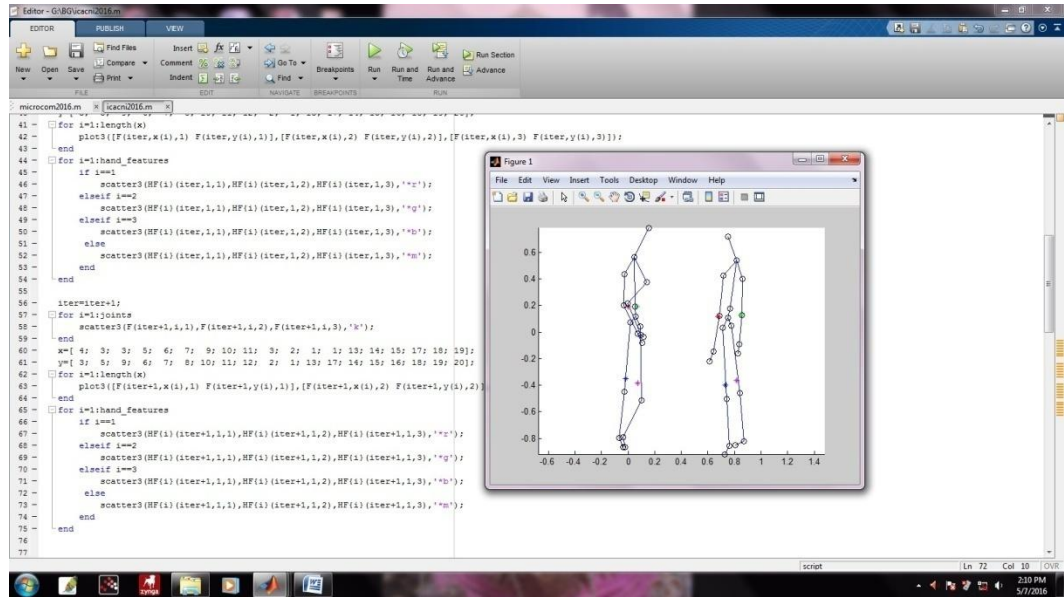 Editor - G:\BG\icacni2016.m
EDITOR PUBLISH VIEW
New Open Save
Find Files
Compare
Print
Insert fx
Comment
Indent
Go To
Find
Breakpoints
Run
Run and Time
Run and Advance
Run Section
Advance
FILE EDIT NAVIGATE BREAKPOINTS RUN
microcom2016.m × icacni2016.m ×
41 - for i=1:length(x)
42 - plot3([F(iter,x(i),1) F(iter,y(i),1)],[F(iter,x(i),2) F(iter,y(i),2)],[F(iter,x(i),3) F(iter,y(i),3)]);
43 - end
44 - for i=1:hand_features
45 - if i==1
46 - scatter3(HF{i}(iter,1,1),HF{i}(iter,1,2),HF{i}(iter,1,3),'*r');
47 - elseif i==2
48 - scatter3(HF{i}(iter,1,1),HF{i}(iter,1,2),HF{i}(iter,1,3),'*g');
49 - elseif i==3
50 - scatter3(HF{i}(iter,1,1),HF{i}(iter,1,2),HF{i}(iter,1,3),'*b');
51 - else
52 - scatter3(HF{i}(iter,1,1),HF{i}(iter,1,2),HF{i}(iter,1,3),'*m');
53 - end
54 - end
55
56 - iter=iter+1;
57 - for i=1:joints
58 - scatter3(F(iter+1,i,1),F(iter+1,i,2),F(iter+1,i,3),'k');
59 - end
60 - x=[ 4; 3; 3; 5; 6; 7; 9; 10; 11; 3; 2; 1; 1; 13; 14; 15; 17; 18; 19];
61 - y=[ 3; 5; 9; 6; 7; 8; 10; 11; 12; 2; 1; 13; 17; 14; 15; 16; 18; 19; 20];
62 - for i=1:length(x)
63 - plot3([F(iter+1,x(i),1) F(iter+1,y(i),1)],[F(iter+1,x(i),2) F(iter+1,y(i),2)]
64 - end
65 - for i=1:hand_features
66 - if i==1
67 - scatter3(HF{i}(iter+1,1,1),HF{i}(iter+1,1,2),HF{i}(iter+1,1,3),'*r');
68 - elseif i==2
69 - scatter3(HF{i}(iter+1,1,1),HF{i}(iter+1,1,2),HF{i}(iter+1,1,3),'*g');
70 - elseif i==3
71 - scatter3(HF{i}(iter+1,1,1),HF{i}(iter+1,1,2),HF{i}(iter+1,1,3),'*b');
72 - else
73 - scatter3(HF{i}(iter+1,1,1),HF{i}(iter+1,1,2),HF{i}(iter+1,1,3),'*m');
74 - end
75 - end
76
77
Figure 1
File Edit View Insert Tools Desktop Window Help
0.6
0.4
0.2
0
-0.2
-0.4
-0.6
-0.8
-0.6 -0.4 -0.2 0 0.2 0.4 0.6 0.8 1 1.2 1.4
script Ln 72 Col 10 OVR
zynga
2:10 PM
5/7/2016